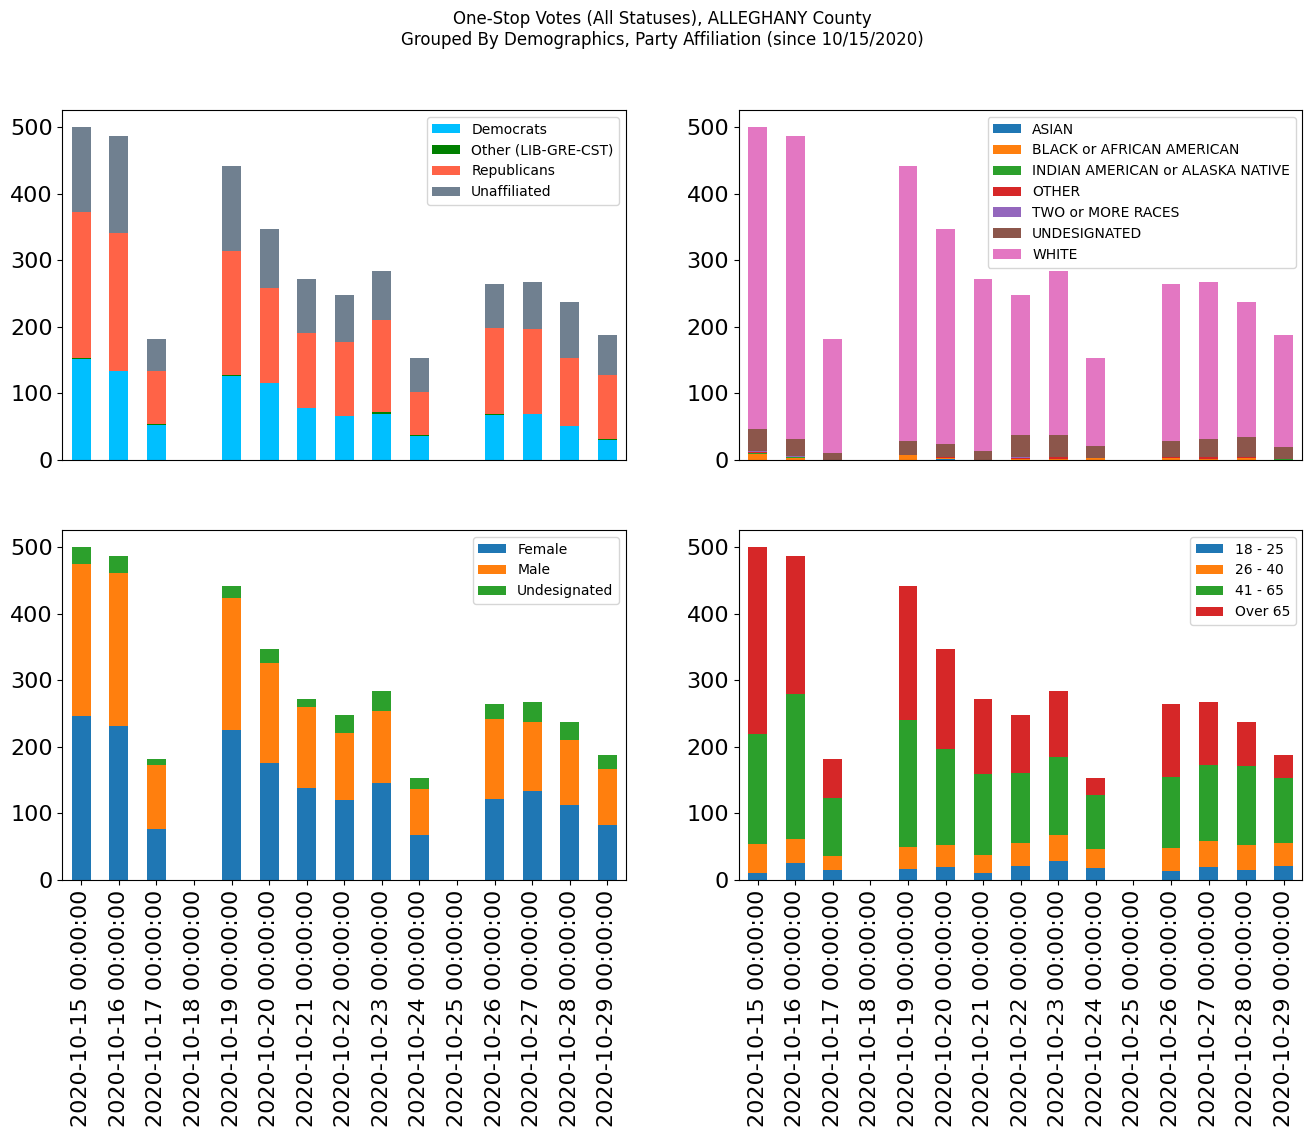 One-Stop Votes (All Statuses), ALLEGHANY County
Grouped By Demographics, Party Affiliation (since 10/15/2020)
500
400
300
200
100
0
Democrats
Other (LIB-GRE-CST)
Republicans
Unaffiliated
500
400
300
200
100
0
ASIAN
BLACK or AFRICAN AMERICAN
INDIAN AMERICAN or ALASKA NATIVE
OTHER
TWO or MORE RACES
UNDESIGNATED
WHITE
500
400
300
200
100
0
Female
Male
Undesignated
2020-10-15 00:00:00
2020-10-16 00:00:00
2020-10-17 00:00:00
2020-10-18 00:00:00
2020-10-19 00:00:00
2020-10-20 00:00:00
2020-10-21 00:00:00
2020-10-22 00:00:00
2020-10-23 00:00:00
2020-10-24 00:00:00
2020-10-25 00:00:00
2020-10-26 00:00:00
2020-10-27 00:00:00
2020-10-28 00:00:00
2020-10-29 00:00:00
500
400
300
200
100
0
18 - 25
26 - 40
41 - 65
Over 65
2020-10-15 00:00:00
2020-10-16 00:00:00
2020-10-17 00:00:00
2020-10-18 00:00:00
2020-10-19 00:00:00
2020-10-20 00:00:00
2020-10-21 00:00:00
2020-10-22 00:00:00
2020-10-23 00:00:00
2020-10-24 00:00:00
2020-10-25 00:00:00
2020-10-26 00:00:00
2020-10-27 00:00:00
2020-10-28 00:00:00
2020-10-29 00:00:00